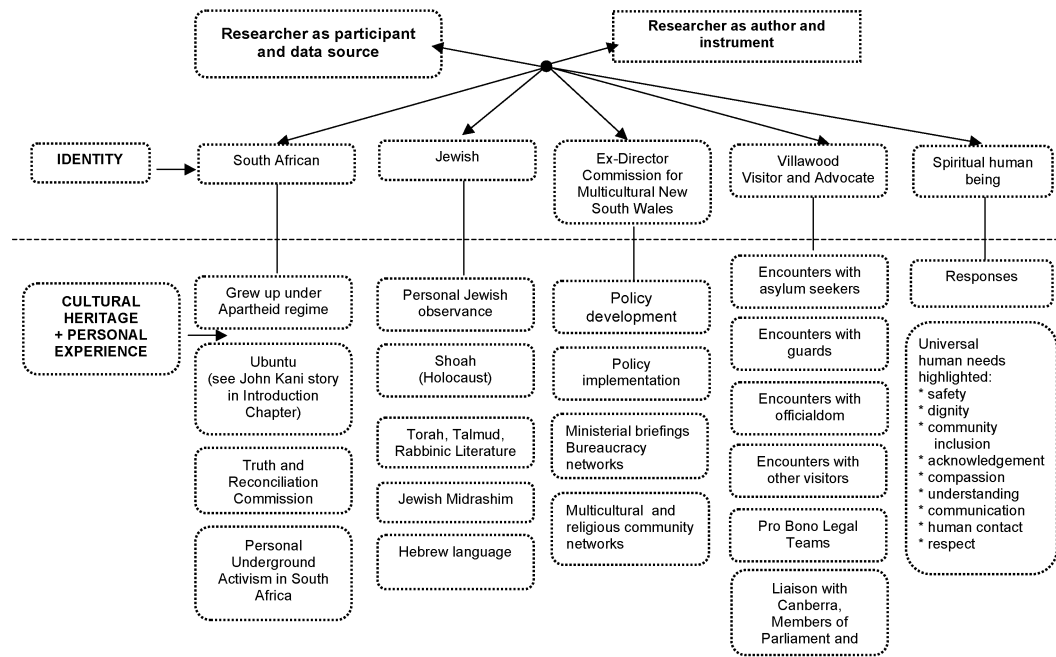 Researcher as participant
and data source
Researcher as author and
instrument
IDENTITY
South African
Jewish
Ex-Director
Commission for
Multicultural New
South Wales
Villawood
Visitor and Advocate
Spiritual human
being
CULTURAL
HERITAGE
+ PERSONAL
EXPERIENCE
Grew up under
Apartheid regime
Ubuntu
(see John Kani story
in Introduction
Chapter)
Truth and
Reconciliation
Commission
Personal
Underground
Activism in South
Africa
Personal Jewish
observance
Shoah
(Holocaust)
Torah, Talmud,
Rabbinic Literature
Jewish Midrashim
Hebrew language
Policy
development
Policy
implementation
Ministerial briefings
Bureaucracy
networks
Multicultural and
religious community
networks
Encounters with
asylum seekers
Encounters with
guards
Encounters with
officialdom
Encounters with
other visitors
Pro Bono Legal
Teams
Liaison with
Canberra,
Members of
Parliament and
Responses
Universal
human needs
highlighted:
* safety
* dignity
* community
inclusion
* acknowledgement
* compassion
* understanding
* communication
* human contact
* respect